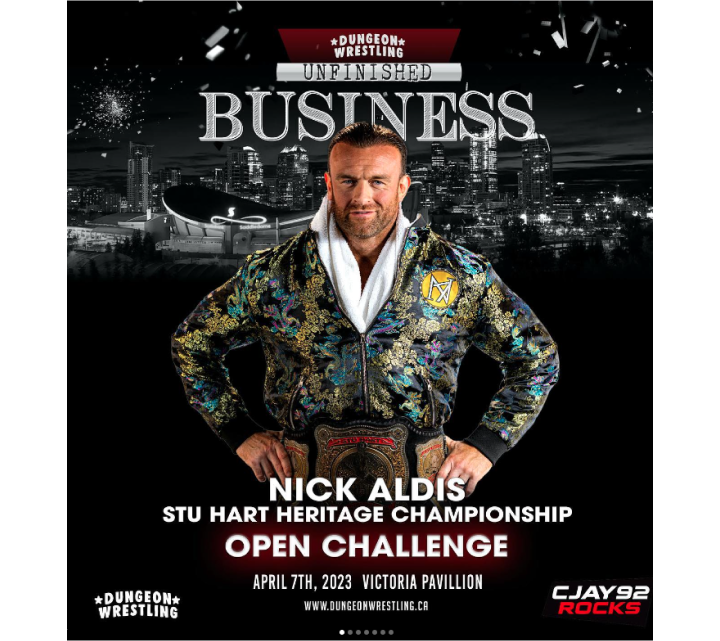 ★DUNGEON★
WRESTLING
UNFINISHED
BUSINESS
NICK ALDIS
STU HART HERITAGE CHAMPIONSHIP
OPEN CHALLENGE
APRIL 7TH, 2023 VICTORIA PAVILLION
WWW.DUNGEONWRESTLING.CA
★DUNGEON★
WRESTLING
CJAY92
ROCKS